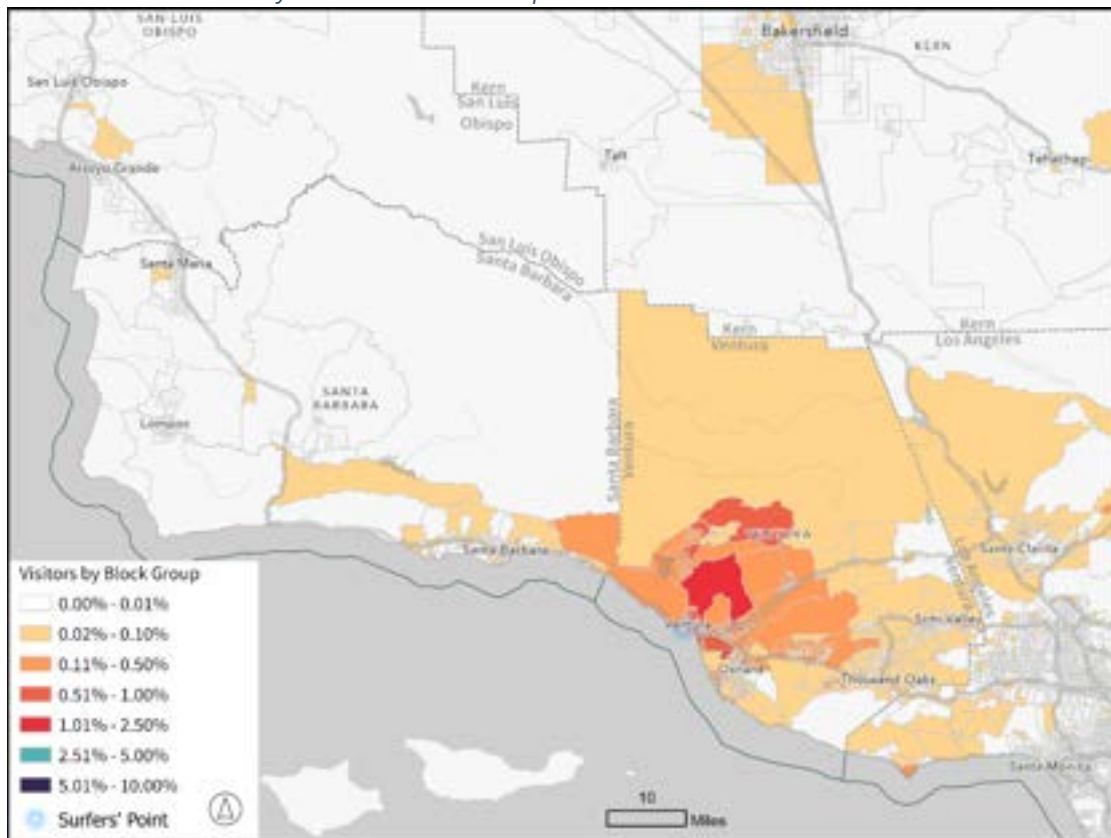 SAN LUIS
OBISPO
Bakersfield
KERN
San Luis Obispo
Kern
San Luis
Obispo
Taft
Arroyo Grande
San Luis Obispo
Santa Barbara
Santa Maria
Kern
Ventura
Kern
Los Angeles
SANTA
BARBARA
Lompoc
Santa Barbara
Ventura
VENTURA
Santa Barbara
Santa Clarita
Los Angeles
Ventura
Simi Valley
Oxnard
Thousand Oaks
Santa Monica
Visitors by Block Group
0.00% - 0.01%
0.02% - 0.10%
0.11% - 0.50%
0.51% - 1.00%
1.01% - 2.50%
2.51% - 5.00%
5.01% - 10.00%
Surfers' Point
10
Miles